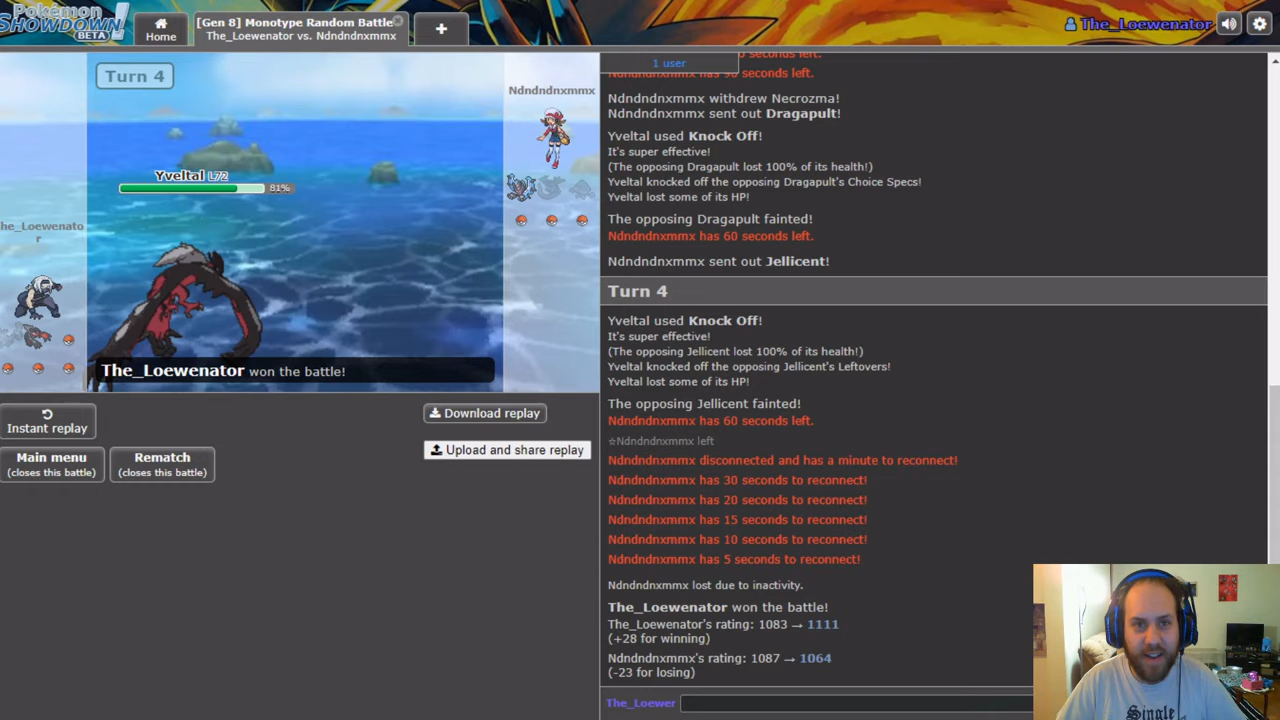 Pokémon
SHOWDOWN!
BETA
Home
[Gen 8] Monotype Random Battle
The_Loewenator vs. Ndndndnxmmx
+
The_Loewenator
Turn 4
Ndndndnxmmx
Yveltal L72
81%
he_Loewenato
r
The_Loewenator won the battle!
Instant replay
Download replay
Upload and share replay
Main menu
(closes this battle)
Rematch
(closes this battle)
1 user
seconds left.
Ndndndnxmmx has 90 seconds left.
Ndndndnxmmx withdrew Necrozma!
Ndndndnxmmx sent out Dragapult!
Yveltal used Knock Off!
It's super effective!
(The opposing Dragapult lost 100% of its health!)
Yveltal knocked off the opposing Dragapult's Choice Specs!
Yveltal lost some of its HP!
The opposing Dragapult fainted!
Ndndndnxmmx has 60 seconds left.
Ndndndnxmmx sent out Jellicent!
Turn 4
Yveltal used Knock Off!
It's super effective!
(The opposing Jellicent lost 100% of its health!)
Yveltal knocked off the opposing Jellicent's Leftovers!
Yveltal lost some of its HP!
The opposing Jellicent fainted!
Ndndndnxmmx has 60 seconds left.
☆Ndndndnxmmx left
Ndndndnxmmx disconnected and has a minute to reconnect!
Ndndndnxmmx has 30 seconds to reconnect!
Ndndndnxmmx has 20 seconds to reconnect!
Ndndndnxmmx has 15 seconds to reconnect!
Ndndndnxmmx has 10 seconds to reconnect!
Ndndndnxmmx has 5 seconds to reconnect!
Ndndndnxmmx lost due to inactivity.
The_Loewenator won the battle!
The_Loewenator's rating: 1083 → 1111
(+28 for winning)
Ndndndnxmmx's rating: 1087 → 1064
(-23 for losing)
The_Loewer
Single